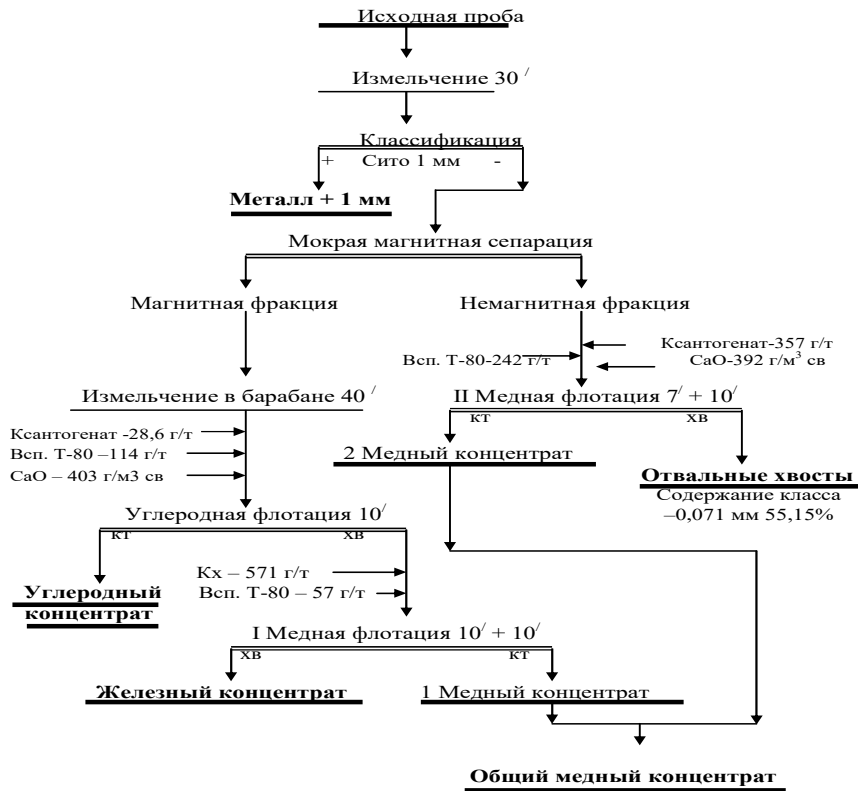 Исходная проба
Измельчение 30 /
Классификация
+ Сито 1 мм -
Металл + 1 мм
Мокрая магнитная сепарация
Магнитная фракция
Немагнитная фракция
Ксантогенат-357 г/т
Всп. Т-80-242 г/т
СаО-392 г/м3 св
Измельчение в барабане 40 /
II Медная флотация 7/ + 10/
кт хв
Ксантогенат -28,6 г/т
Всп. Т-80 –114 г/т
СаО – 403 г/м3 св
2 Медный концентрат
Отвальные хвосты
Содержание класса
–0,071 мм 55,15%
Углеродная флотация 10/
кт хв
Кх – 571 г/т
Всп. Т-80 – 57 г/т
Углеродный
концентрат
I Медная флотация 10/ + 10/
хв кт
Железный концентрат
1 Медный концентрат
Общий медный концентрат